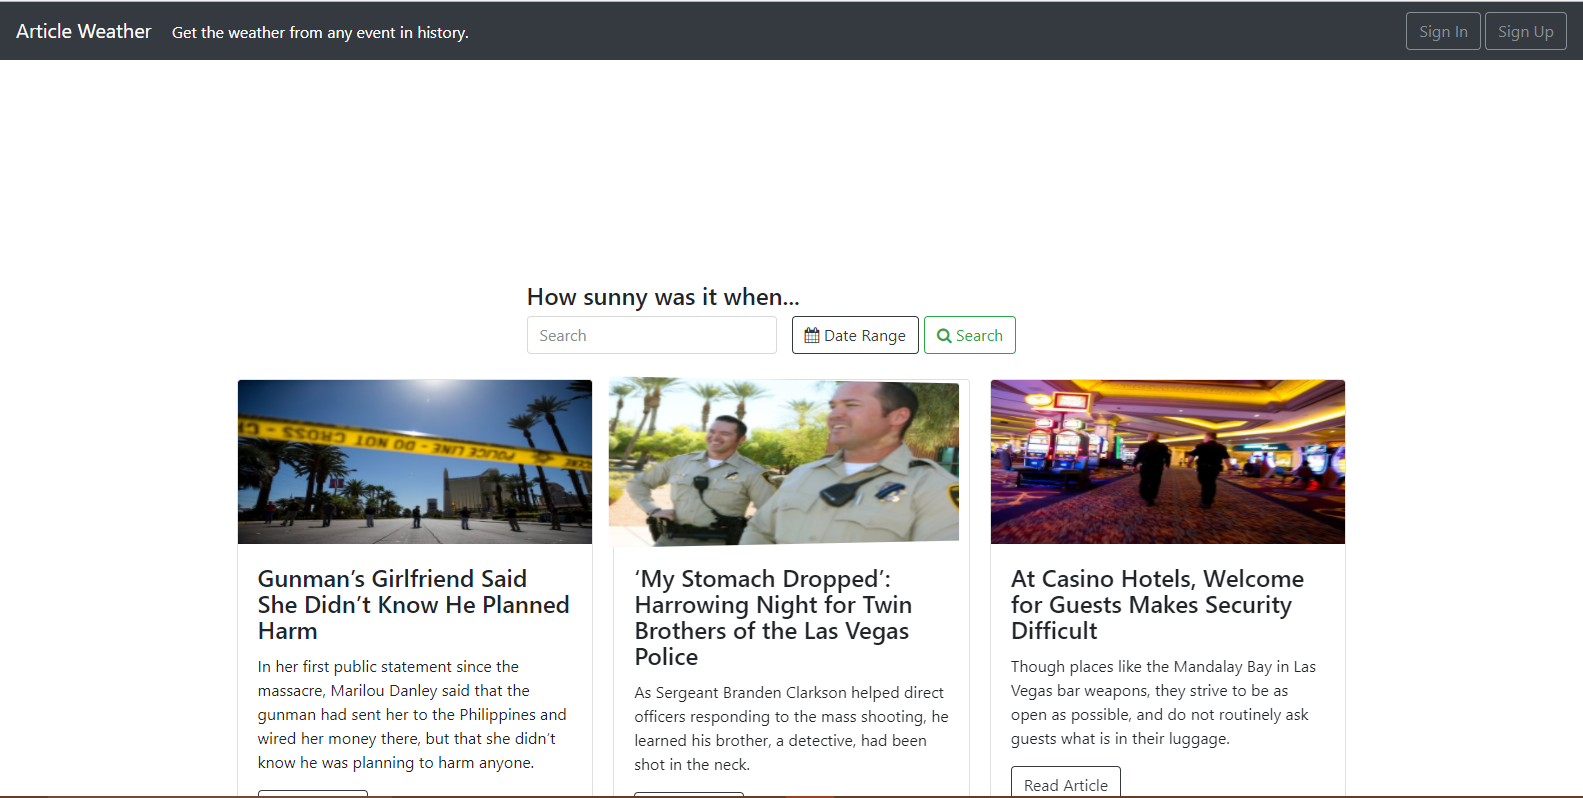 Article Weather Get the weather from any event in history. Sign In Sign Up
How sunny was it when...
Search Date Range Search
POLICE LINE - DO NOT CROSS - 
Gunman’s Girlfriend Said
She Didn’t Know He Planned
Harm
In her first public statement since the
massacre, Marilou Danley said that the
gunman had sent her to the Philippines and
wired her money there, but that she didn’t
know he was planning to harm anyone.
‘My Stomach Dropped’:
Harrowing Night for Twin
Brothers of the Las Vegas
Police
As Sergeant Branden Clarkson helped direct
officers responding to the mass shooting, he
learned his brother, a detective, had been
shot in the neck.
At Casino Hotels, Welcome
for Guests Makes Security
Difficult
Though places like the Mandalay Bay in Las
Vegas bar weapons, they strive to be as
open as possible, and do not routinely ask
guests what is in their luggage.
Read Article